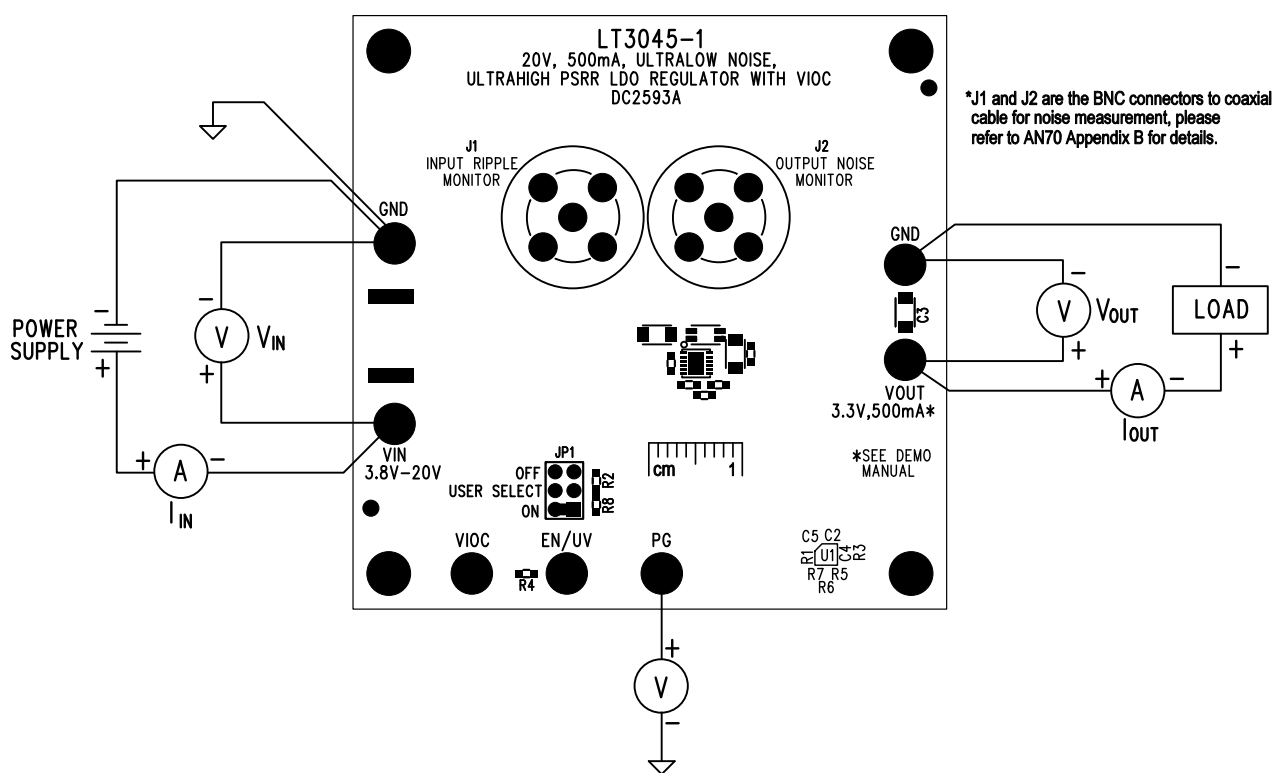 LT3045-1
20V, 500mA, ULTRALOW NOISE,
ULTRAHIGH PSRR LDO REGULATOR WITH VIOC
DC2593A
*J1 and J2 are the BNC connectors to coaxial
cable for noise measurement, please
refer to AN70 Appendix B for details.
J1
INPUT RIPPLE
MONITOR
J2
OUTPUT NOISE
MONITOR
GND
GND
- 
POWER
SUPPLY
+
-
V
+
VIN
C3
-
V
+
VOUT
-
LOAD
+
VOUT
3.3V,500mA*
+ A -
IOUT
VIN
3.8V-20V
+ A -
IIN
JP1
OFF
USER SELECT
ON
R2
R8
cm 1
*SEE DEMO
MANUAL
VIOC
R4
EN/UV
PG
C5 C2
R1 U1 C4 R3
R7 R5
R6
+
V
-